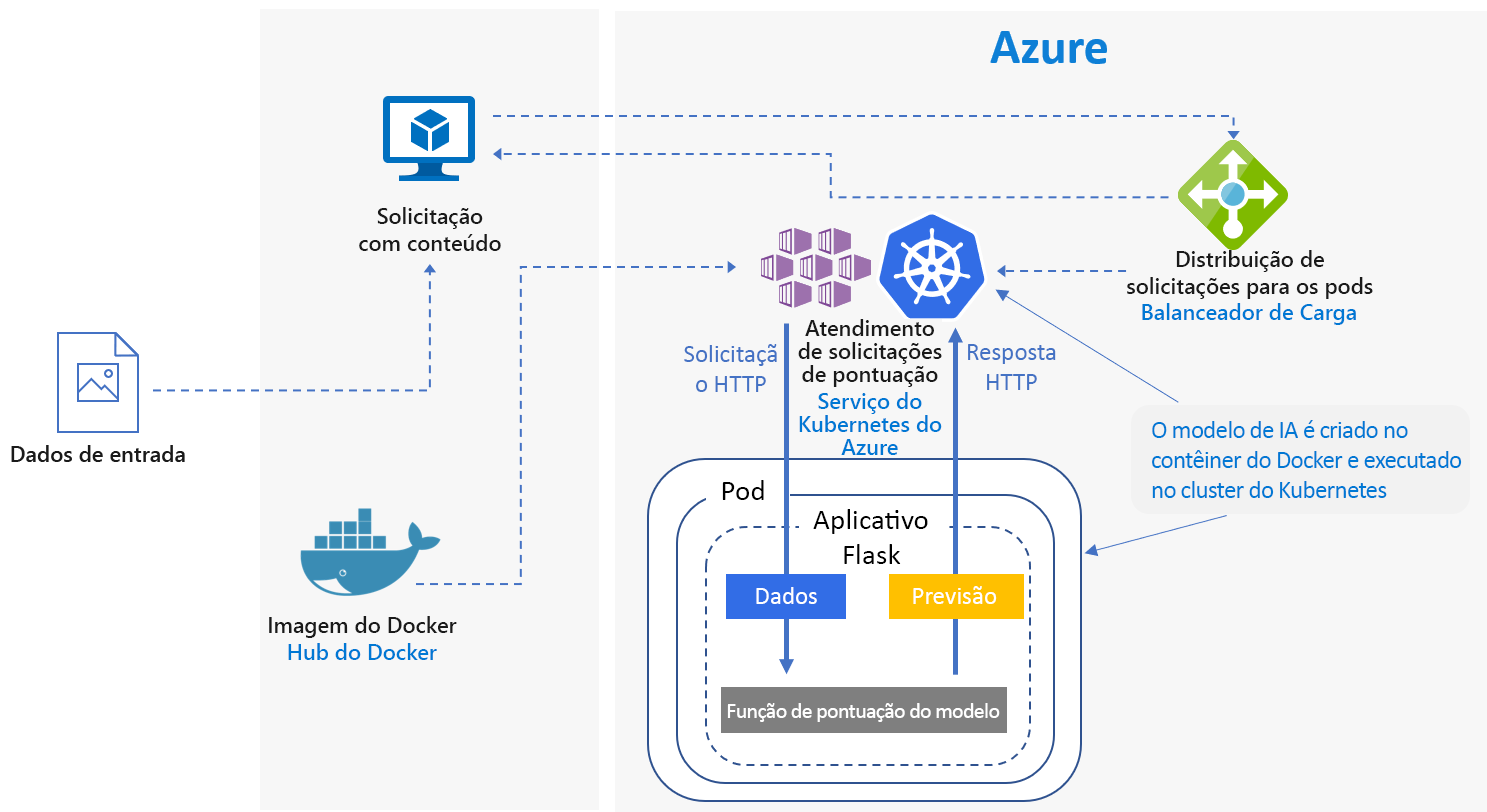 Azure
Solicitação
com conteúdo
Distribuição de
solicitações para os pods
Balanceador de Carga
Atendimento
de solicitações
de pontuação
Serviço do
Kubernetes do
Azure
Solicitaçã
o HTTP
Resposta
HTTP
Dados de entrada
O modelo de IA é criado no
contêiner do Docker e executado
no cluster do Kubernetes
Imagem do Docker
Hub do Docker
Pod
Aplicativo
Flask
Dados
Previsão
Função de pontuação do modelo